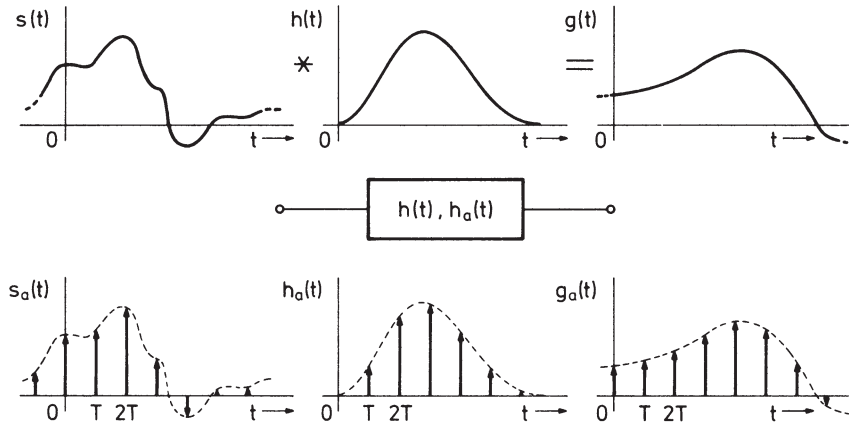 s(t) h(t) g(t)
* =
0 t 0 t 0 t
h(t), hₐ(t)
sₐ(t) hₐ(t) gₐ(t)
0 T 2T t 0 T 2T t 0 T 2T t